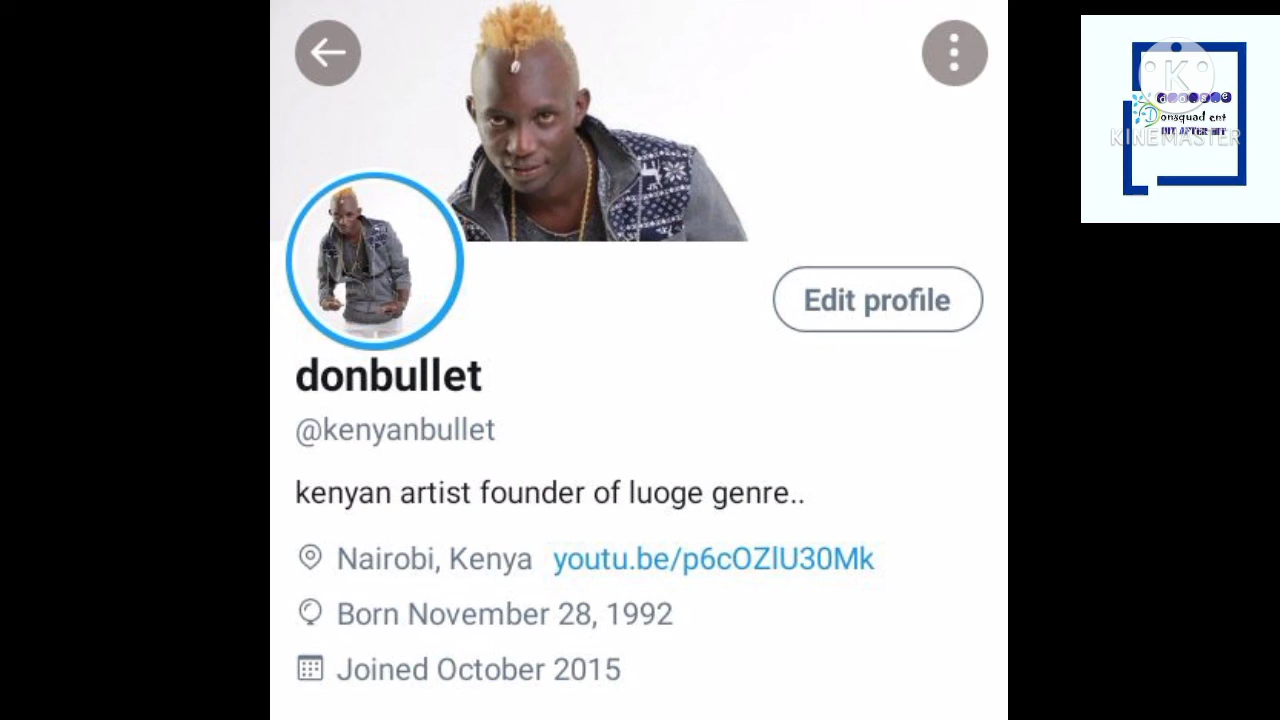 Edit profile
donbullet
@kenyanbullet
kenyan artist founder of luoge genre..
Nairobi, Kenya youtu.be/p6cOZlU30Mk
Born November 28, 1992
Joined October 2015
K
Donsquad ent
HIT AFTER HIT
KINEMASTER